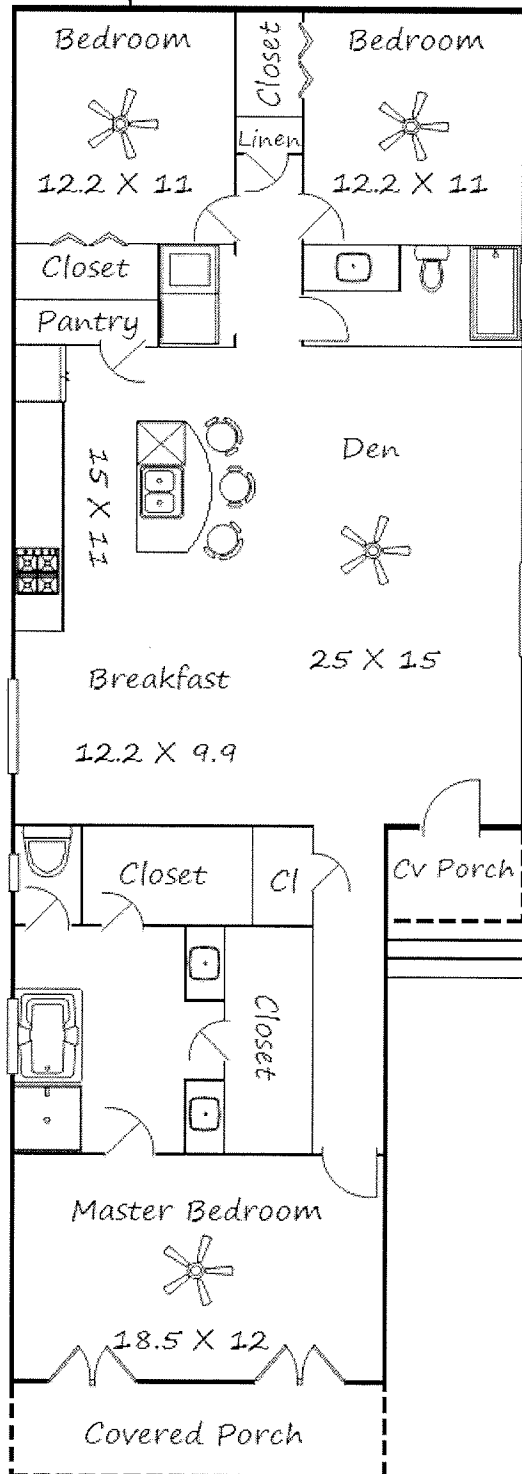 Bedroom
Closet
Bedroom
Linen
12.2 X 11
12.2 X 11
Closet
Pantry
15 X 11
Den
25 X 15
Breakfast
12.2 X 9.9
Closet
Cl
Cv Porch
Closet
Master Bedroom
18.5 X 12
Covered Porch